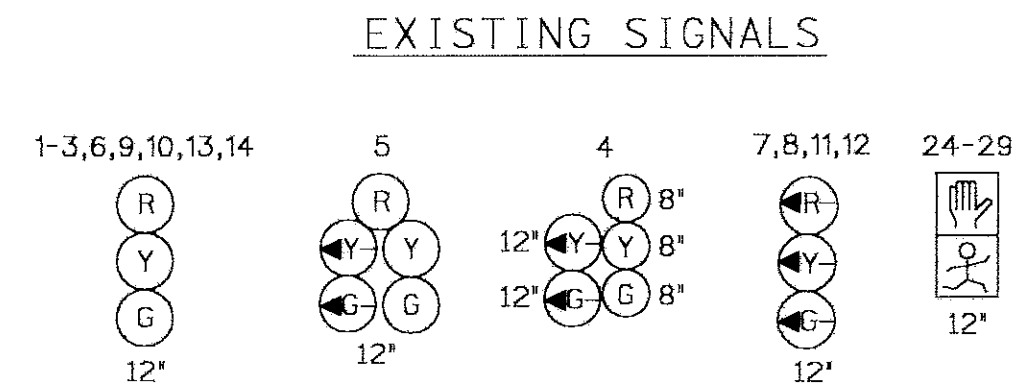 EXISTING SIGNALS
1-3,6,9,10,13,14 5 4 7,8,11,12 24-29
R R R 8" R
Y Y Y 12" Y Y 8" Y
G G G 12" G G 8" G
12" 12" 12" 12"